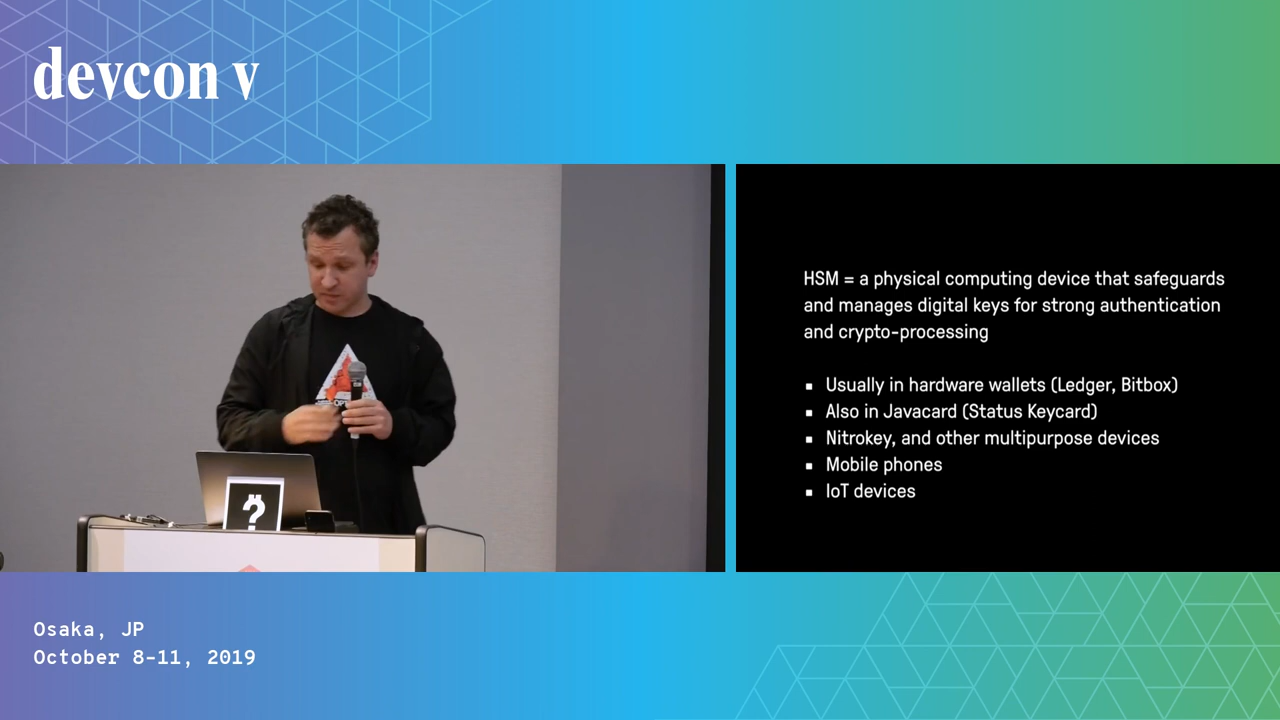 devcon v
HSM = a physical computing device that safeguards
and manages digital keys for strong authentication
and crypto-processing
▪ Usually in hardware wallets (Ledger, Bitbox)
▪ Also in Javacard (Status Keycard)
▪ Nitrokey, and other multipurpose devices
▪ Mobile phones
▪ IoT devices
?
Osaka, JP
October 8-11, 2019